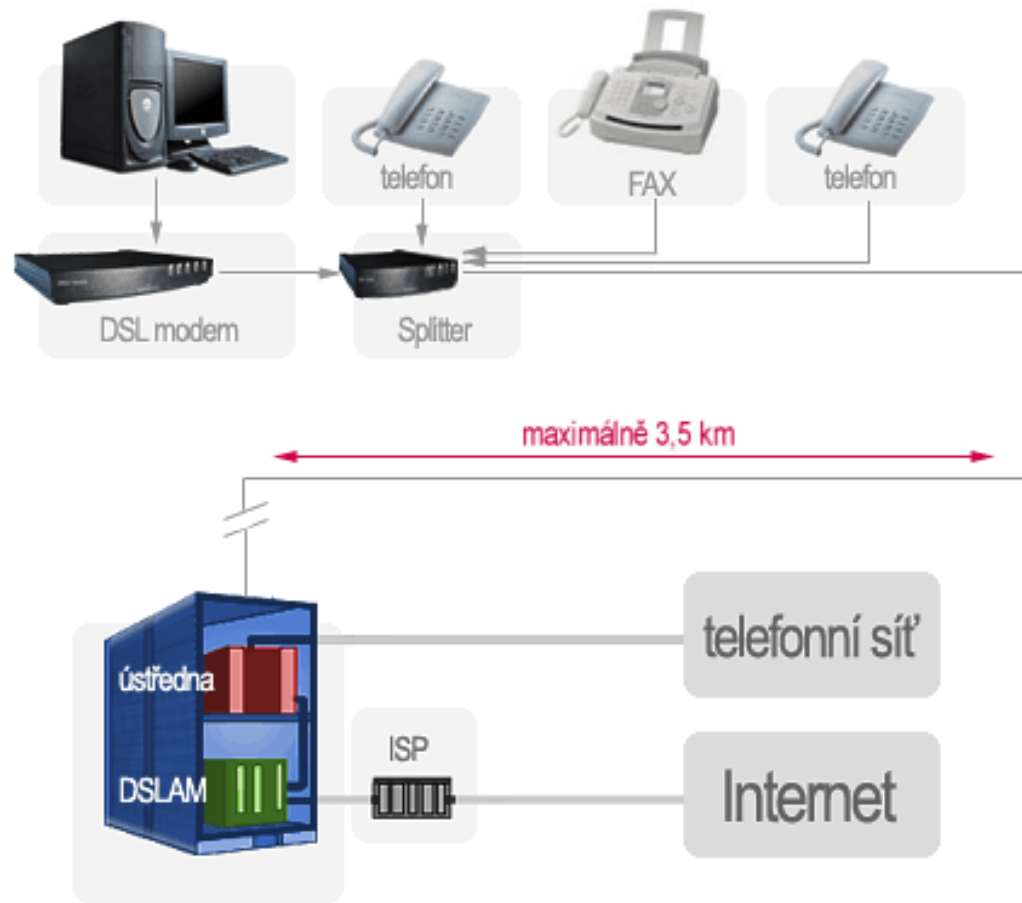 telefon
FAX
telefon
DSL modem
Splitter
maximálně 3,5 km
telefonní síť
ústředna
ISP
DSLAM
Internet